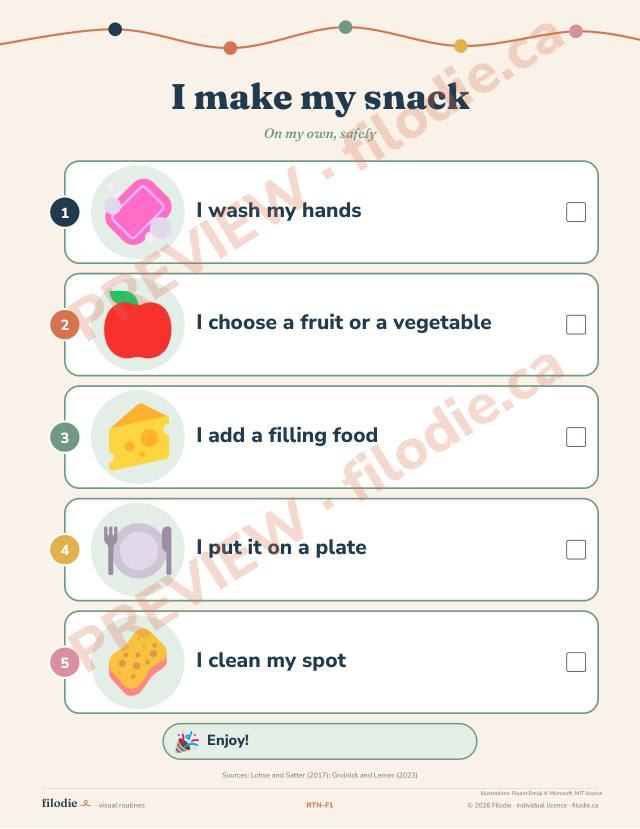 I make my snack
On my own, safely
1
I wash my hands
2
I choose a fruit or a vegetable
3
I add a filling food
4
I put it on a plate
5
I clean my spot
Enjoy!
Sources: Lohse and Satter (2017); Grolnick and Lerner (2023)
Illustrations: Fluent Emoji © Microsoft, MIT licence
filodie · visual routines
RTN-F1
© 2026 Filodie · individual licence · filodie.ca
PREVIEW · filodie.ca
PREVIEW · filodie.ca